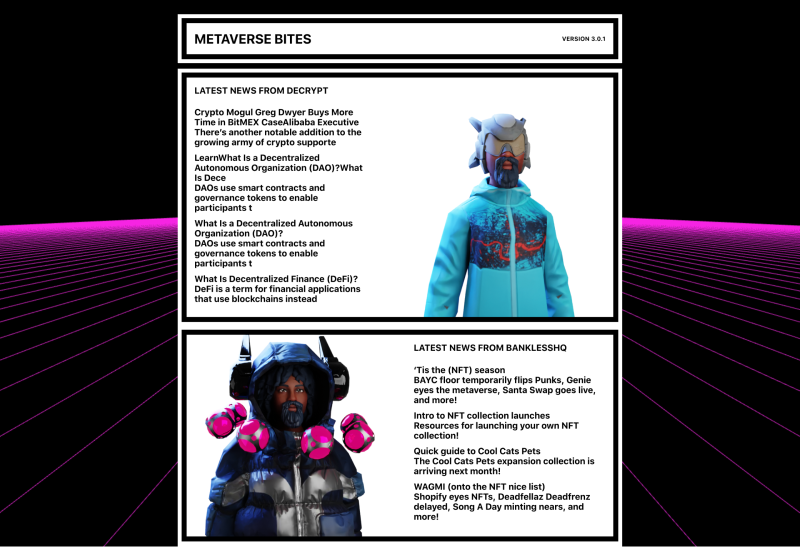 METAVERSE BITES
VERSION 3.0.1
LATEST NEWS FROM DECRYPT
Crypto Mogul Greg Dwyer Buys More
Time in BitMEX CaseAlibaba Executive
There's another notable addition to the
growing army of crypto supporte
LearnWhat Is a Decentralized
Autonomous Organization (DAO)?What
Is Dece
DAOs use smart contracts and
governance tokens to enable
participants t
What Is a Decentralized Autonomous
Organization (DAO)?
DAOs use smart contracts and
governance tokens to enable
participants t
What Is Decentralized Finance (DeFi)?
DeFi is a term for financial applications
that use blockchains instead
LATEST NEWS FROM BANKLESSHQ
‘Tis the (NFT) season
BAYC floor temporarily flips Punks, Genie
eyes the metaverse, Santa Swap goes live,
and more!
Intro to NFT collection launches
Resources for launching your own NFT
collection!
Quick guide to Cool Cats Pets
The Cool Cats Pets expansion collection is
arriving next month!
WAGMI (onto the NFT nice list)
Shopify eyes NFTs, Deadfellaz Deadfrenz
delayed, Song A Day minting nears, and
more!